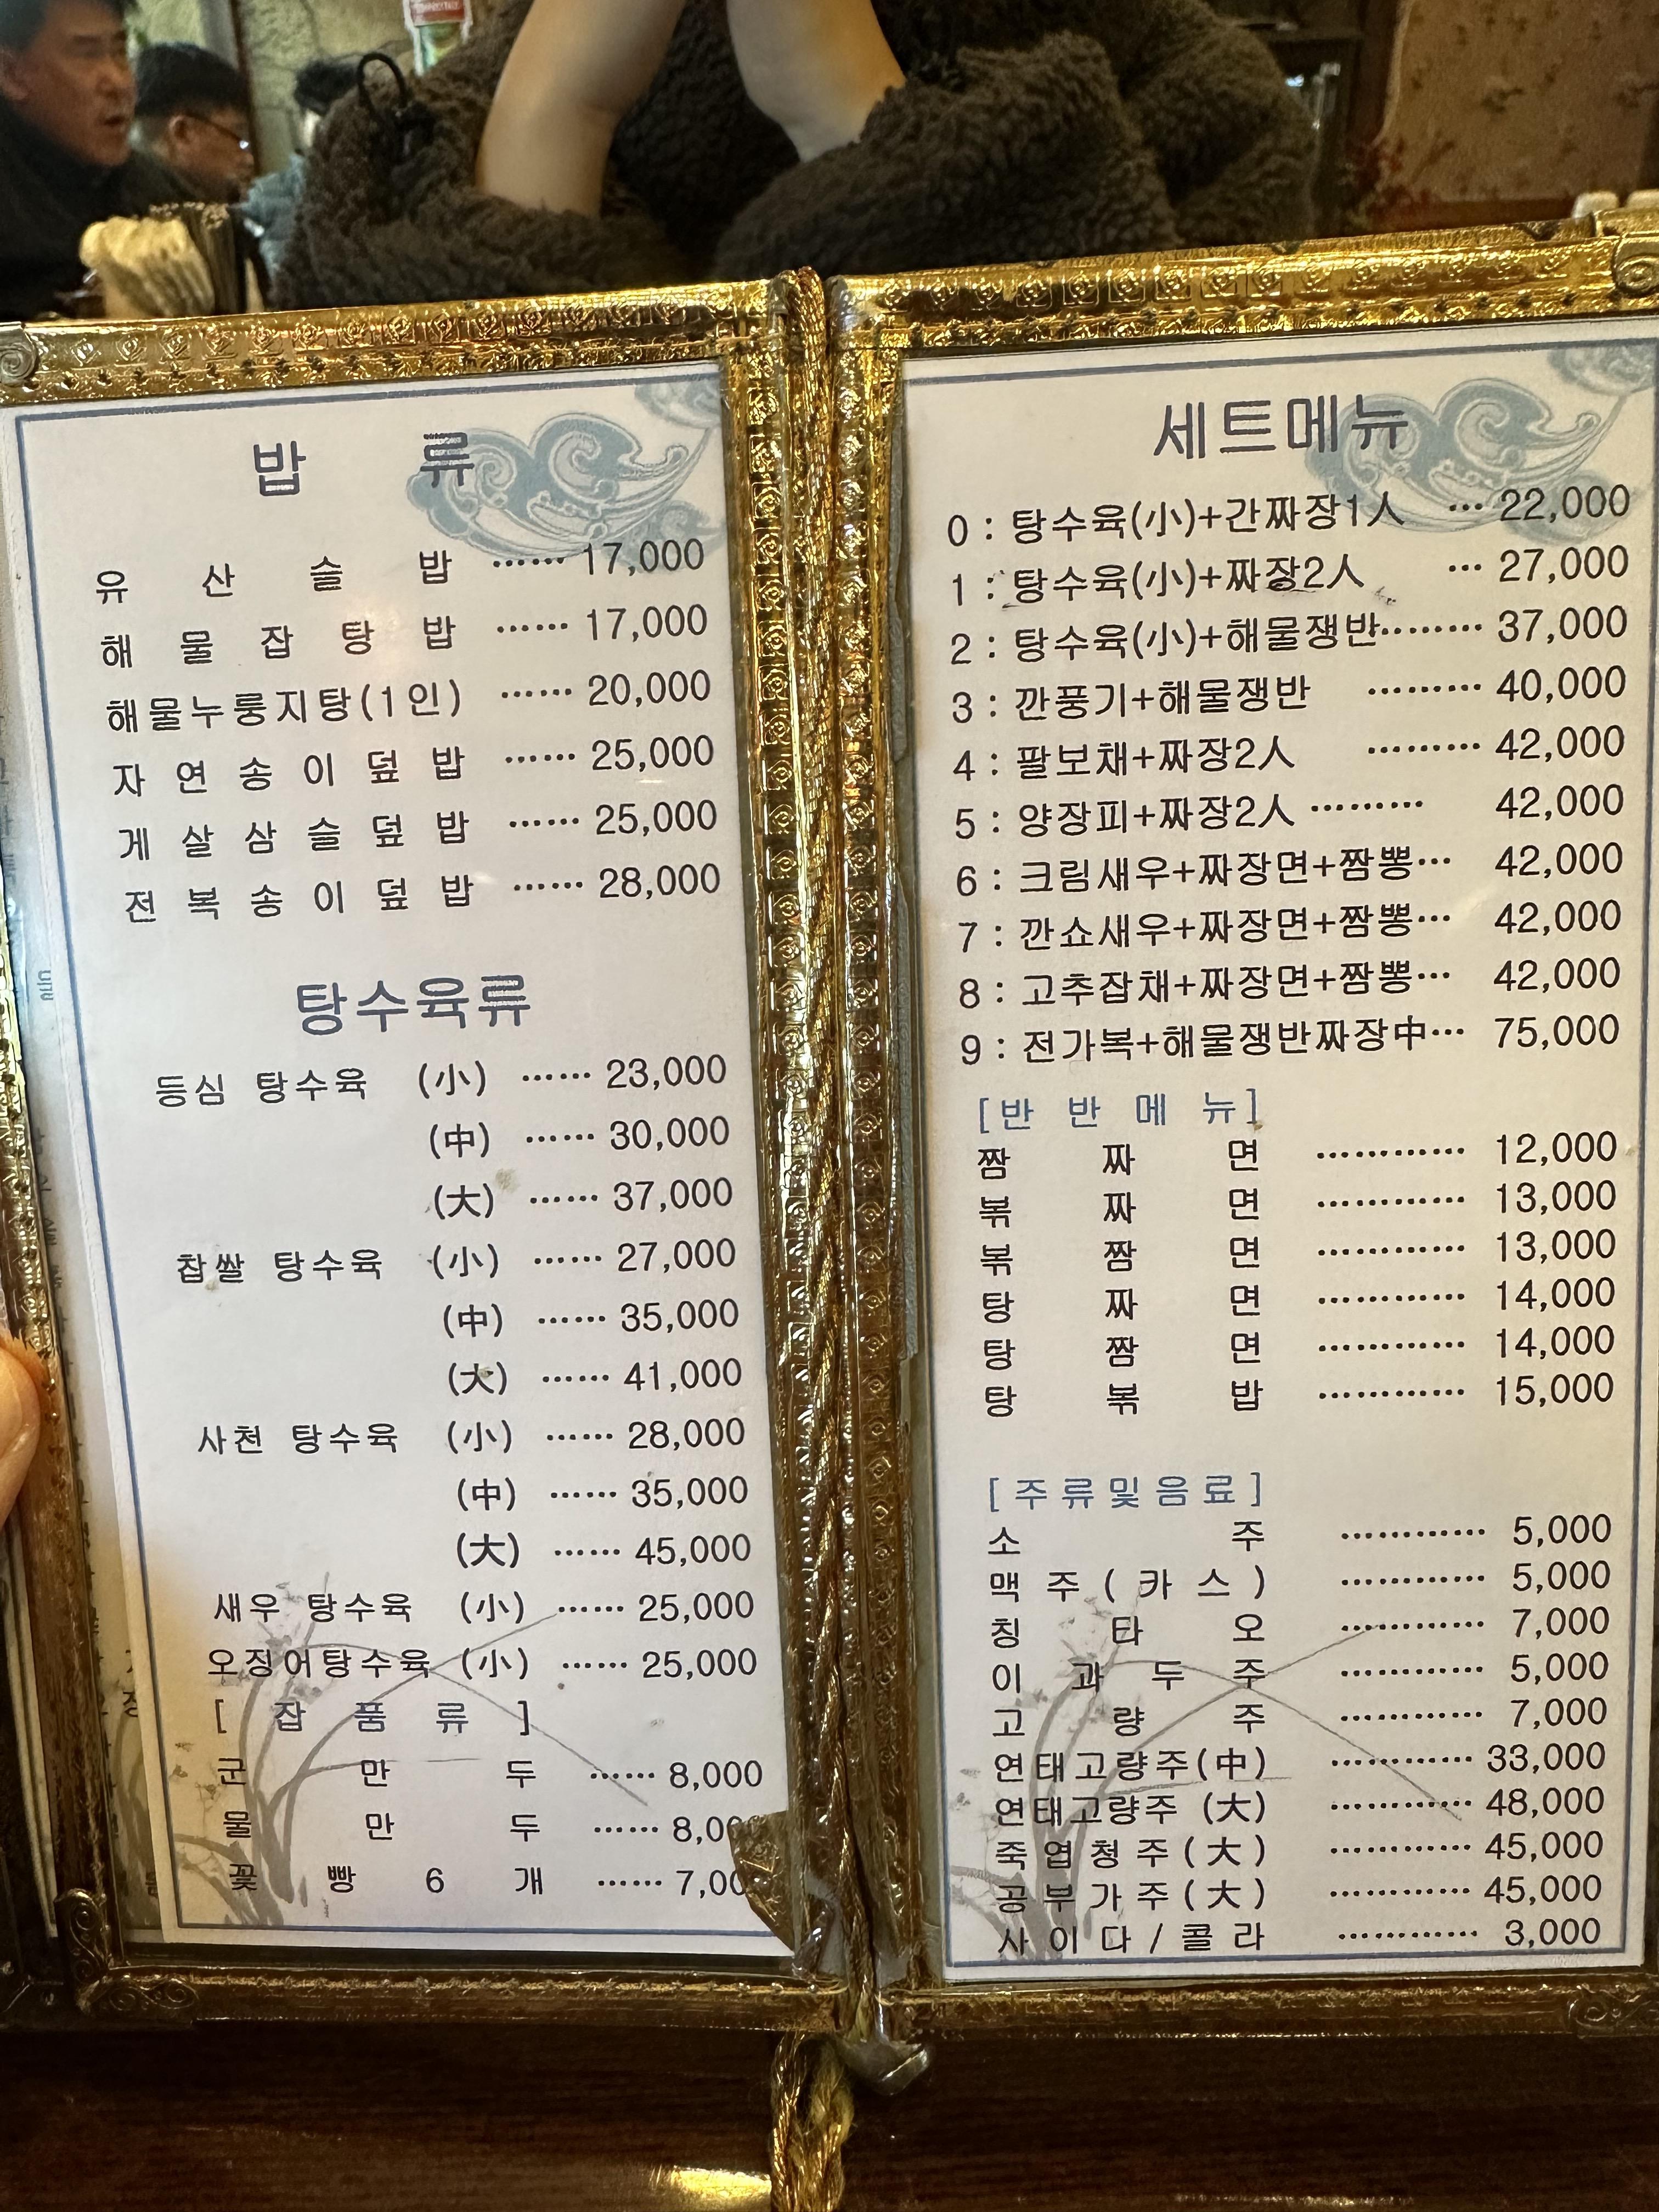 밥 류
유 산 슬 밥 …… 17,000
해 물 잡 탕 밥 …… 17,000
해물누룽지탕(1인) …… 20,000
자 연 송 이 덮 밥 …… 25,000
게 살 삼 슬 덮 밥 …… 25,000
전 복 송 이 덮 밥 …… 28,000
탕수육류
등심 탕수육 (小) …… 23,000
(中) …… 30,000
(大) …… 37,000
찹쌀 탕수육 (小) …… 27,000
(中) …… 35,000
(大) …… 41,000
사천 탕수육 (小) …… 28,000
(中) …… 35,000
(大) …… 45,000
새우 탕수육 (小) …… 25,000
오징어탕수육 (小) …… 25,000
[ 잡 품 류 ]
군 만 두 …… 8,000
물 만 두 …… 8,00
꽃 빵 6 개 …… 7,00
세트메뉴
0 : 탕수육(小)+간짜장1人 … 22,000
1 : 탕수육(小)+짜장2人 … 27,000
2 : 탕수육(小)+해물쟁반……… 37,000
3 : 깐풍기+해물쟁반 ……… 40,000
4 : 팔보채+짜장2人 ……… 42,000
5 : 양장피+짜장2人 ……… 42,000
6 : 크림새우+짜장면+짬뽕… 42,000
7 : 깐쇼새우+짜장면+짬뽕… 42,000
8 : 고추잡채+짜장면+짬뽕… 42,000
9 : 전가복+해물쟁반짜장中… 75,000
[반 반 메 뉴]
짬 짜 면 ………… 12,000
볶 짜 면 ………… 13,000
볶 짬 면 ………… 13,000
탕 짜 면 ………… 14,000
탕 짬 면 ………… 14,000
탕 볶 밥 ………… 15,000
[주류및음료]
소 주 ………… 5,000
맥 주 ( 카 스 ) ………… 5,000
칭 타 오 ………… 7,000
이 과 두 주 ………… 5,000
고 량 주 ………… 7,000
연태고량주(中) ………… 33,000
연태고량주 (大) ………… 48,000
죽엽청주(大) ………… 45,000
공부가주(大) ………… 45,000
사 이 다 / 콜 라 ………… 3,000